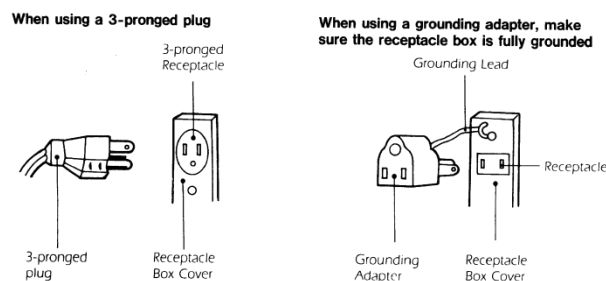 When using a 3-pronged plug
3-pronged
Receptacle
3-pronged
plug
Receptacle
Box Cover
When using a grounding adapter, make
sure the receptacle box is fully grounded
Grounding Lead
Receptacle
Grounding
Adapter
Receptacle
Box Cover